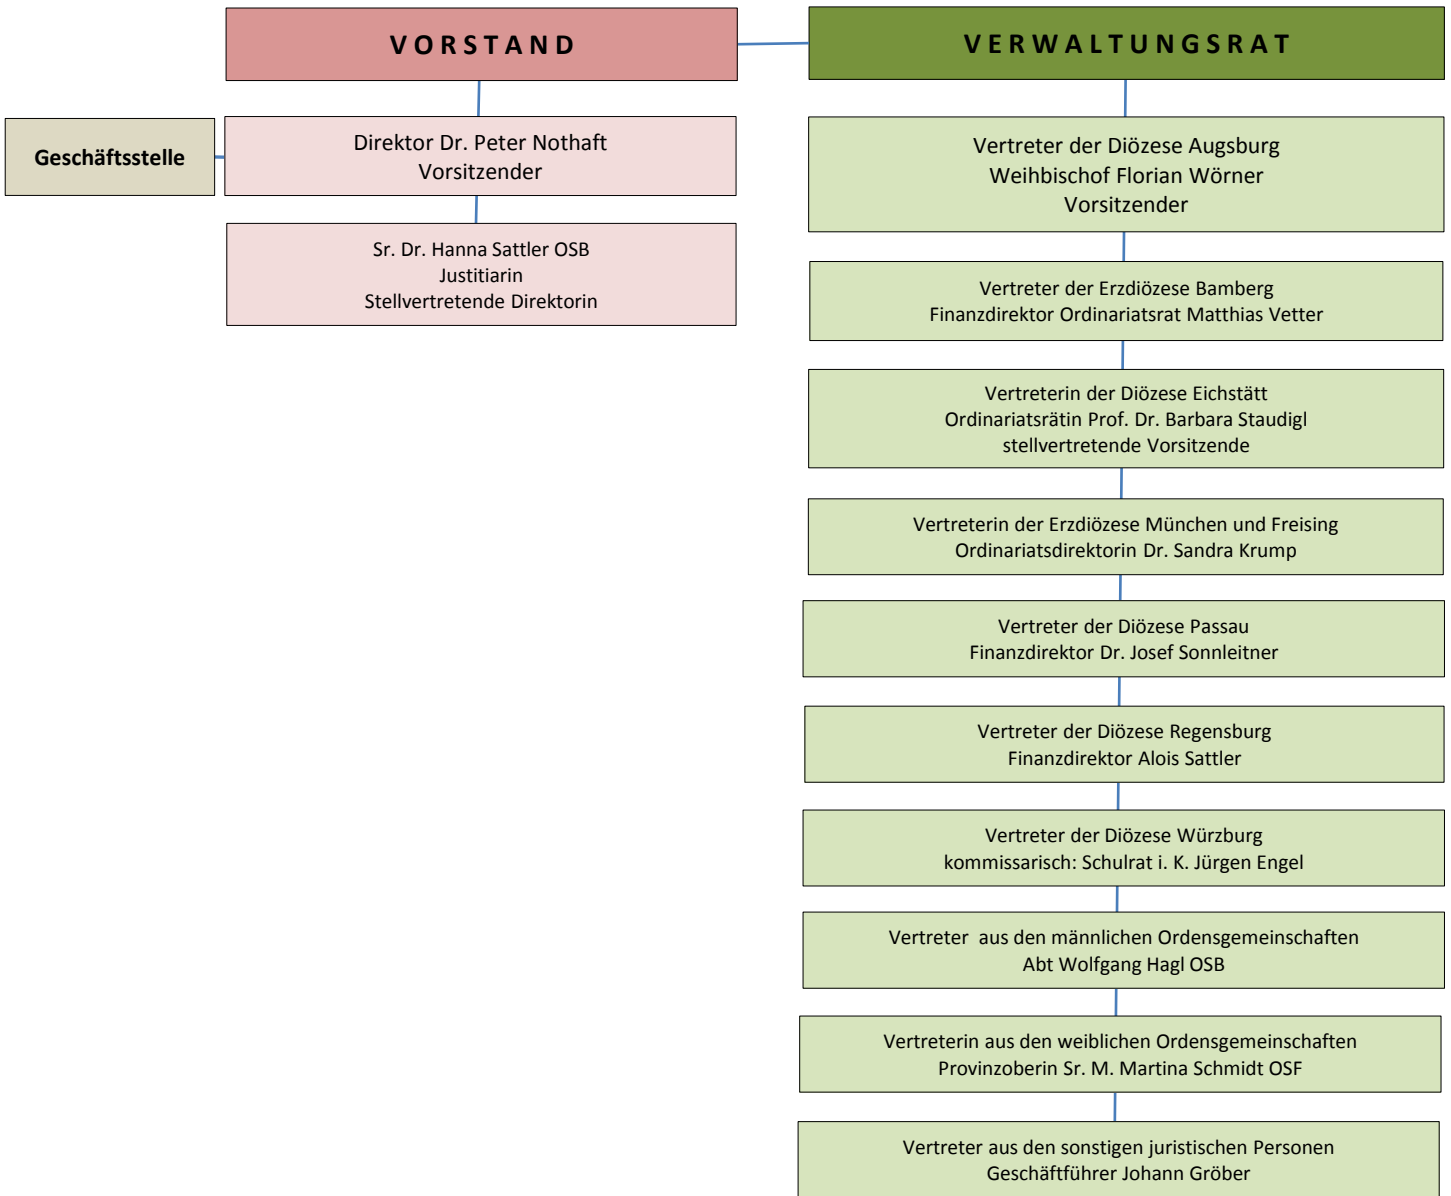 VORSTAND
Geschäftsstelle
Direktor Dr. Peter Nothaft
Vorsitzender
Sr. Dr. Hanna Sattler OSB
Justitiarin
Stellvertretende Direktorin
VERWALTUNGSRAT
Vertreter der Diözese Augsburg
Weihbischof Florian Wörner
Vorsitzender
Vertreter der Erzdiözese Bamberg
Finanzdirektor Ordinariatsrat Matthias Vetter
Vertreterin der Diözese Eichstätt
Ordinariatsrätin Prof. Dr. Barbara Staudigl
stellvertretende Vorsitzende
Vertreterin der Erzdiözese München und Freising
Ordinariatsdirektorin Dr. Sandra Krump
Vertreter der Diözese Passau
Finanzdirektor Dr. Josef Sonnleitner
Vertreter der Diözese Regensburg
Finanzdirektor Alois Sattler
Vertreter der Diözese Würzburg
kommissarisch: Schulrat i. K. Jürgen Engel
Vertreter aus den männlichen Ordensgemeinschaften
Abt Wolfgang Hagl OSB
Vertreterin aus den weiblichen Ordensgemeinschaften
Provinzoberin Sr. M. Martina Schmidt OSF
Vertreter aus den sonstigen juristischen Personen
Geschäftführer Johann Gröber